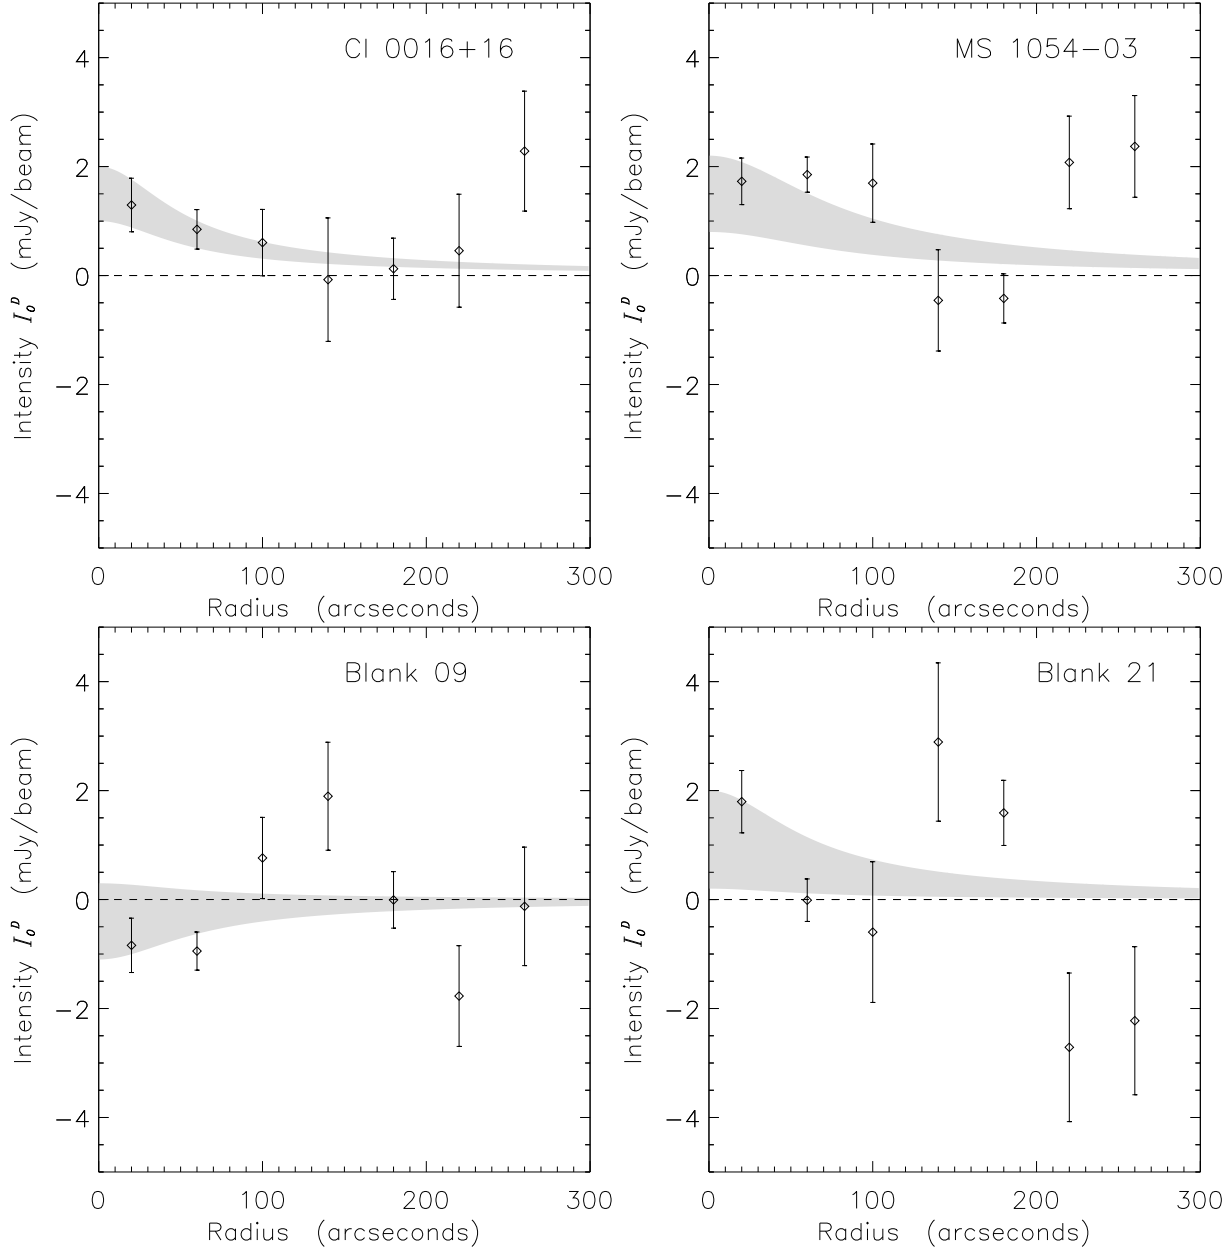 Cl 0016+16
4
2
0
−2
−4
Intensity I₀ᴰ (mJy/beam)
0 100 200 300
Radius (arcseconds)
MS 1054−03
4
2
0
−2
−4
Intensity I₀ᴰ (mJy/beam)
0 100 200 300
Radius (arcseconds)
Blank 09
4
2
0
−2
−4
Intensity I₀ᴰ (mJy/beam)
0 100 200 300
Radius (arcseconds)
Blank 21
4
2
0
−2
−4
Intensity I₀ᴰ (mJy/beam)
0 100 200 300
Radius (arcseconds)